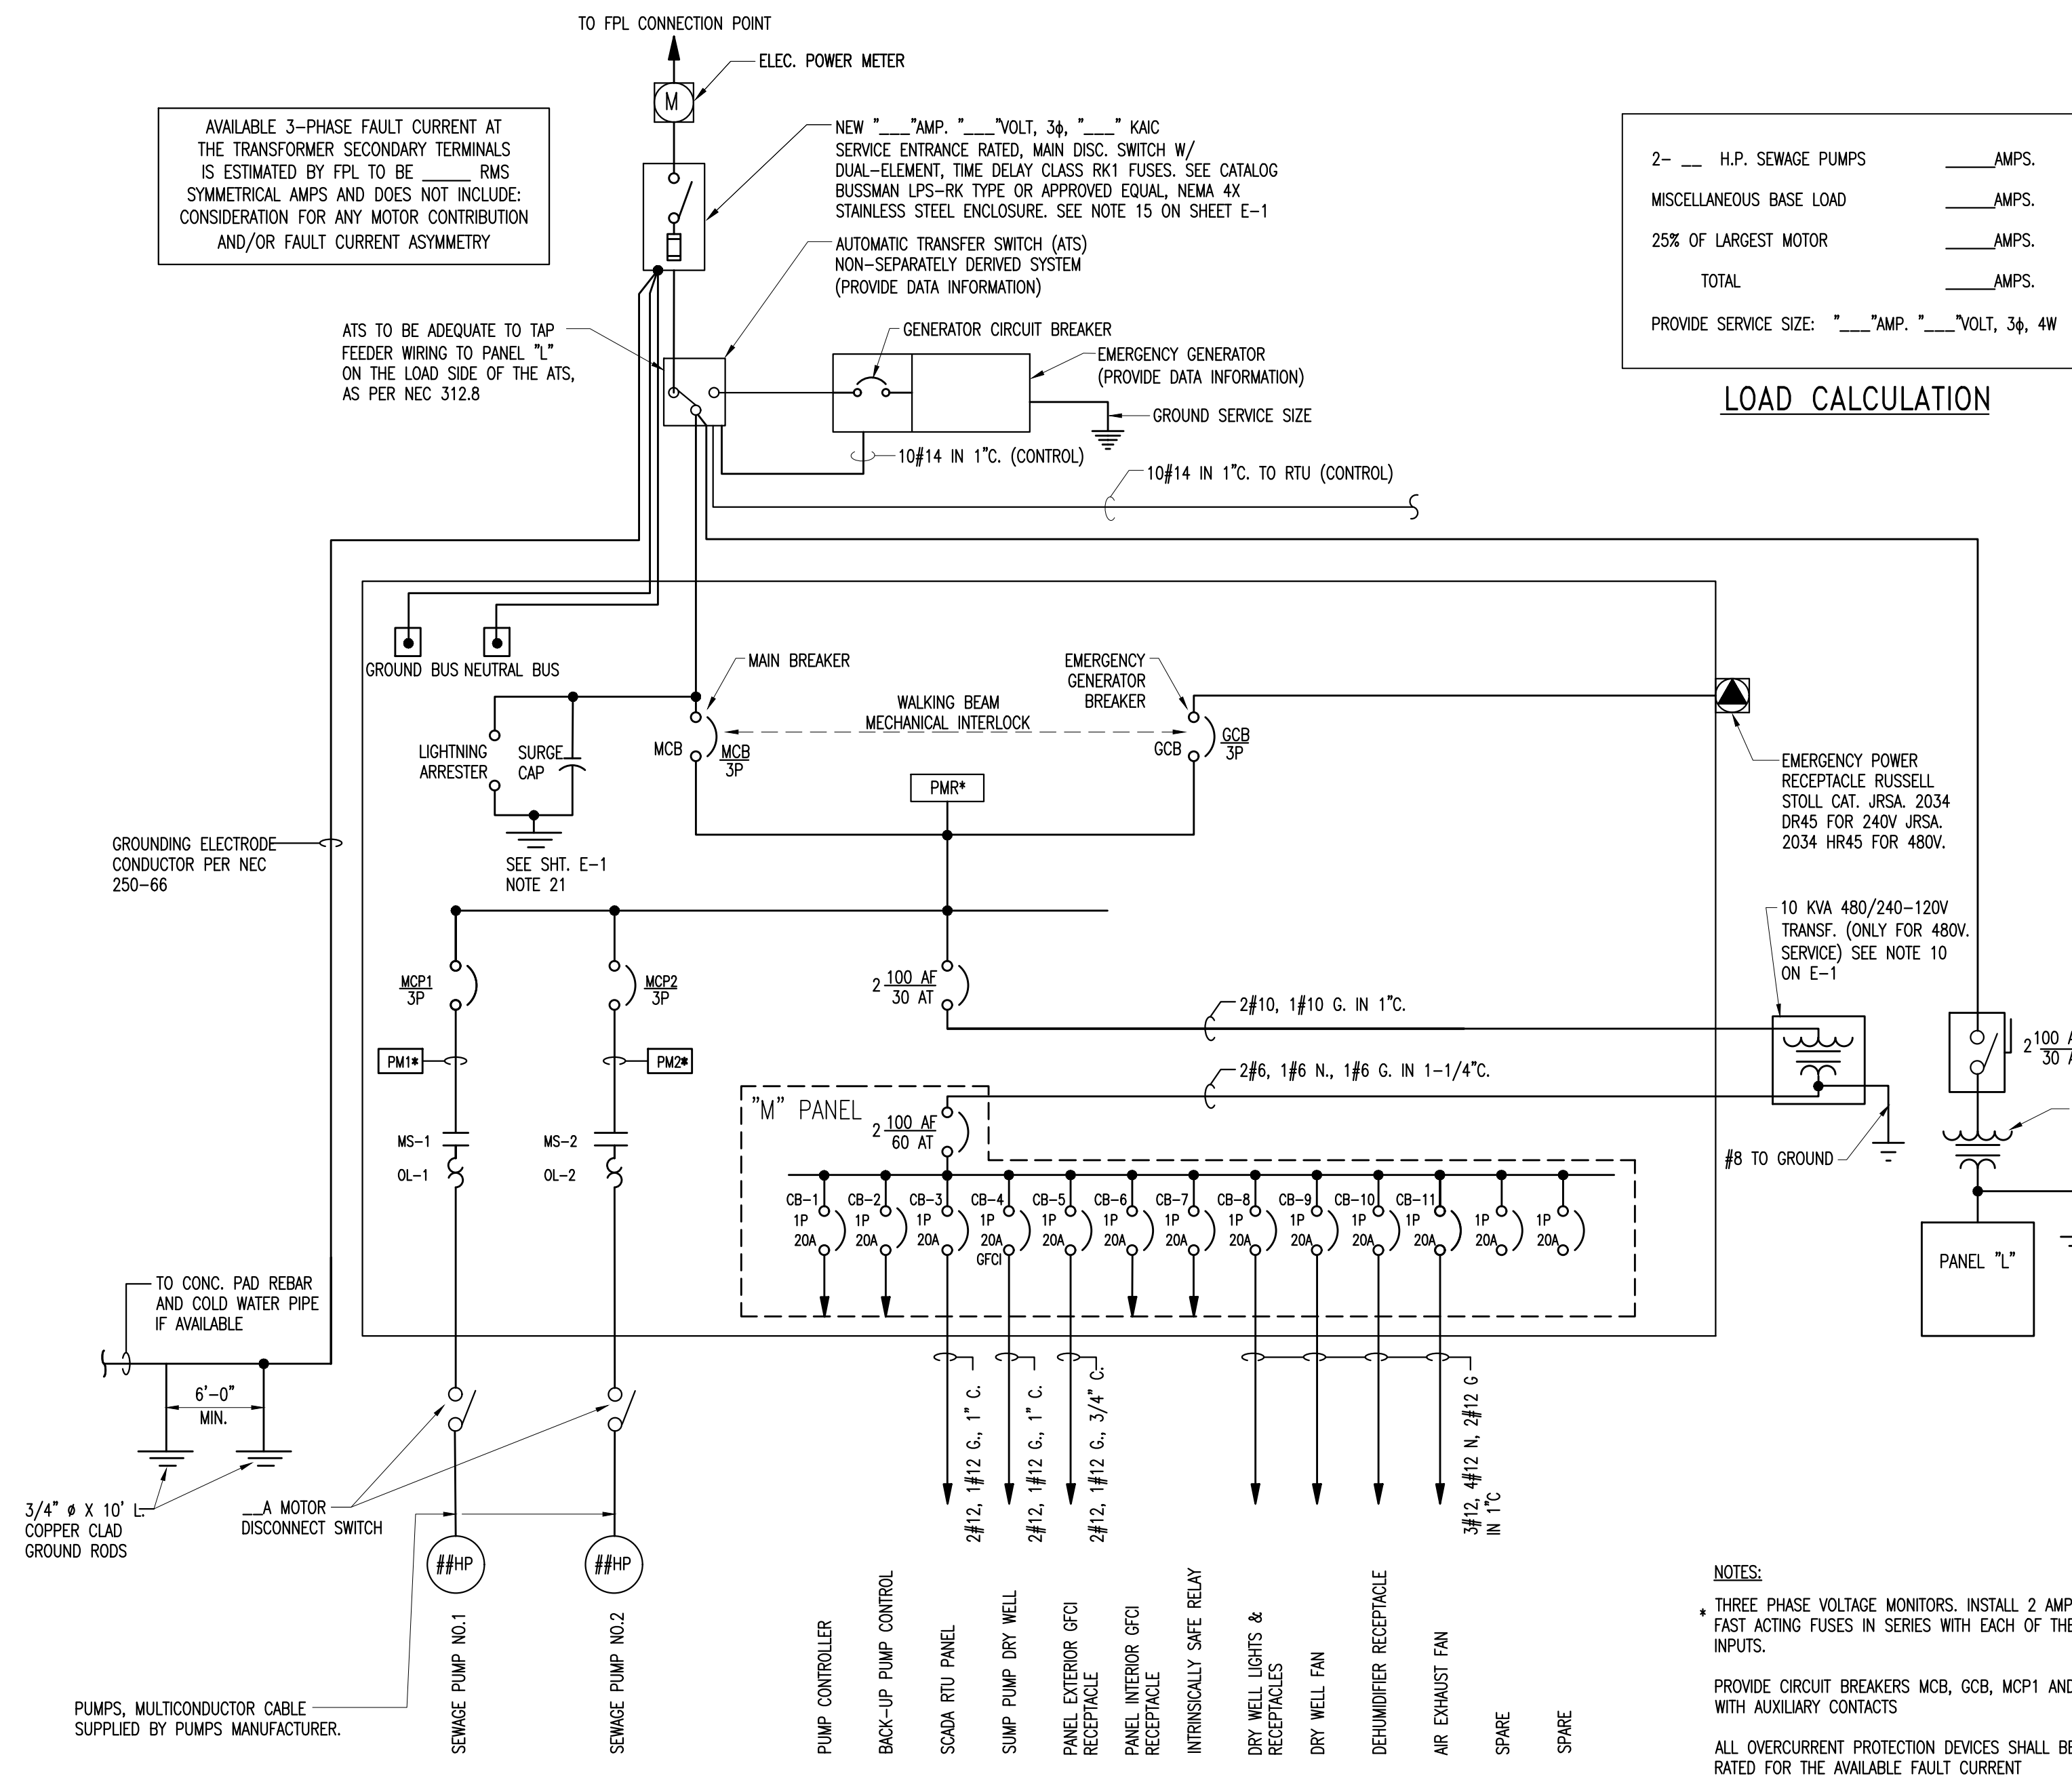 TO FPL CONNECTION POINT
ELEC. POWER METER
M
AVAILABLE 3-PHASE FAULT CURRENT AT
THE TRANSFORMER SECONDARY TERMINALS
IS ESTIMATED BY FPL TO BE _____ RMS
SYMMETRICAL AMPS AND DOES NOT INCLUDE:
CONSIDERATION FOR ANY MOTOR CONTRIBUTION
AND/OR FAULT CURRENT ASYMMETRY
NEW "___"AMP. "___"VOLT, 3ϕ, "___" KAIC
SERVICE ENTRANCE RATED, MAIN DISC. SWITCH W/
DUAL-ELEMENT, TIME DELAY CLASS RK1 FUSES. SEE CATALOG
BUSSMAN LPS-RK TYPE OR APPROVED EQUAL, NEMA 4X
STAINLESS STEEL ENCLOSURE. SEE NOTE 15 ON SHEET E-1
AUTOMATIC TRANSFER SWITCH (ATS)
NON-SEPARATELY DERIVED SYSTEM
(PROVIDE DATA INFORMATION)
2- __ H.P. SEWAGE PUMPS _____AMPS.
MISCELLANEOUS BASE LOAD _____AMPS.
25% OF LARGEST MOTOR _____AMPS.
TOTAL _____AMPS.
PROVIDE SERVICE SIZE: "___"AMP. "___"VOLT, 3ϕ, 4W
LOAD CALCULATION
ATS TO BE ADEQUATE TO TAP
FEEDER WIRING TO PANEL "L"
ON THE LOAD SIDE OF THE ATS,
AS PER NEC 312.8
GENERATOR CIRCUIT BREAKER
EMERGENCY GENERATOR
(PROVIDE DATA INFORMATION)
GROUND SERVICE SIZE
10#14 IN 1"C. (CONTROL)
10#14 IN 1"C. TO RTU (CONTROL)
GROUND BUS
NEUTRAL BUS
MAIN BREAKER
WALKING BEAM
MECHANICAL INTERLOCK
EMERGENCY
GENERATOR
BREAKER
LIGHTNING
ARRESTER
SURGE
CAP
MCB
MCB
3P
GCB
GCB
3P
PMR*
EMERGENCY POWER
RECEPTACLE RUSSELL
STOLL CAT. JRSA. 2034
DR45 FOR 240V JRSA.
2034 HR45 FOR 480V.
GROUNDING ELECTRODE
CONDUCTOR PER NEC
250-66
SEE SHT. E-1
NOTE 21
10 KVA 480/240-120V
TRANSF. (ONLY FOR 480V.
SERVICE) SEE NOTE 10
ON E-1
MCP1
3P
MCP2
3P
2 100 AF
30 AT
2#10, 1#10 G. IN 1"C.
2 100
30
PM1*
PM2*
2#6, 1#6 N., 1#6 G. IN 1-1/4"C.
"M" PANEL
2 100 AF
60 AT
MS-1
OL-1
MS-2
OL-2
#8 TO GROUND
CB-1
1P
20A
CB-2
1P
20A
CB-3
1P
20A
CB-4
1P
20A
GFCI
CB-5
1P
20A
CB-6
1P
20A
CB-7
1P
20A
CB-8
1P
20A
CB-9
1P
20A
CB-10
1P
20A
CB-11
1P
20A
1P
20A
1P
20A
PANEL "L"
TO CONC. PAD REBAR
AND COLD WATER PIPE
IF AVAILABLE
6'-0"
MIN.
3/4" ø X 10' L.
COPPER CLAD
GROUND RODS
__A MOTOR
DISCONNECT SWITCH
2#12, 1#12 G., 1" C.
2#12, 1#12 G., 1" C.
2#12, 1#12 G., 3/4" C.
3#12, 4#12 N, 2#12 G
IN 1"C
##HP
##HP
SEWAGE PUMP NO.1
SEWAGE PUMP NO.2
PUMPS, MULTICONDUCTOR CABLE
SUPPLIED BY PUMPS MANUFACTURER.
PUMP CONTROLLER
BACK-UP PUMP CONTROL
SCADA RTU PANEL
SUMP PUMP DRY WELL
PANEL EXTERIOR GFCI
RECEPTACLE
PANEL INTERIOR GFCI
RECEPTACLE
INTRINSICALLY SAFE RELAY
DRY WELL LIGHTS &
RECEPTACLES
DRY WELL FAN
DEHUMIDIFIER RECEPTACLE
AIR EXHAUST FAN
SPARE
SPARE
NOTES:
* THREE PHASE VOLTAGE MONITORS. INSTALL 2 AMP
FAST ACTING FUSES IN SERIES WITH EACH OF THE
INPUTS.
PROVIDE CIRCUIT BREAKERS MCB, GCB, MCP1 AND
WITH AUXILIARY CONTACTS
ALL OVERCURRENT PROTECTION DEVICES SHALL BE
RATED FOR THE AVAILABLE FAULT CURRENT